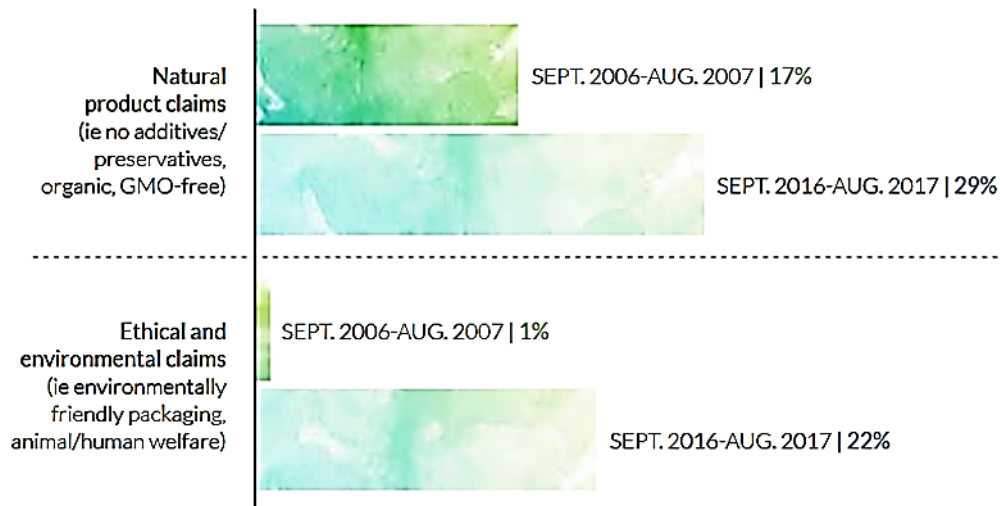 Natural
product claims
(ie no additives/
preservatives,
organic, GMO-free)
SEPT. 2006-AUG. 2007 | 17%
SEPT. 2016-AUG. 2017 | 29%
Ethical and
environmental claims
(ie environmentally
friendly packaging,
animal/human welfare)
SEPT. 2006-AUG. 2007 | 1%
SEPT. 2016-AUG. 2017 | 22%